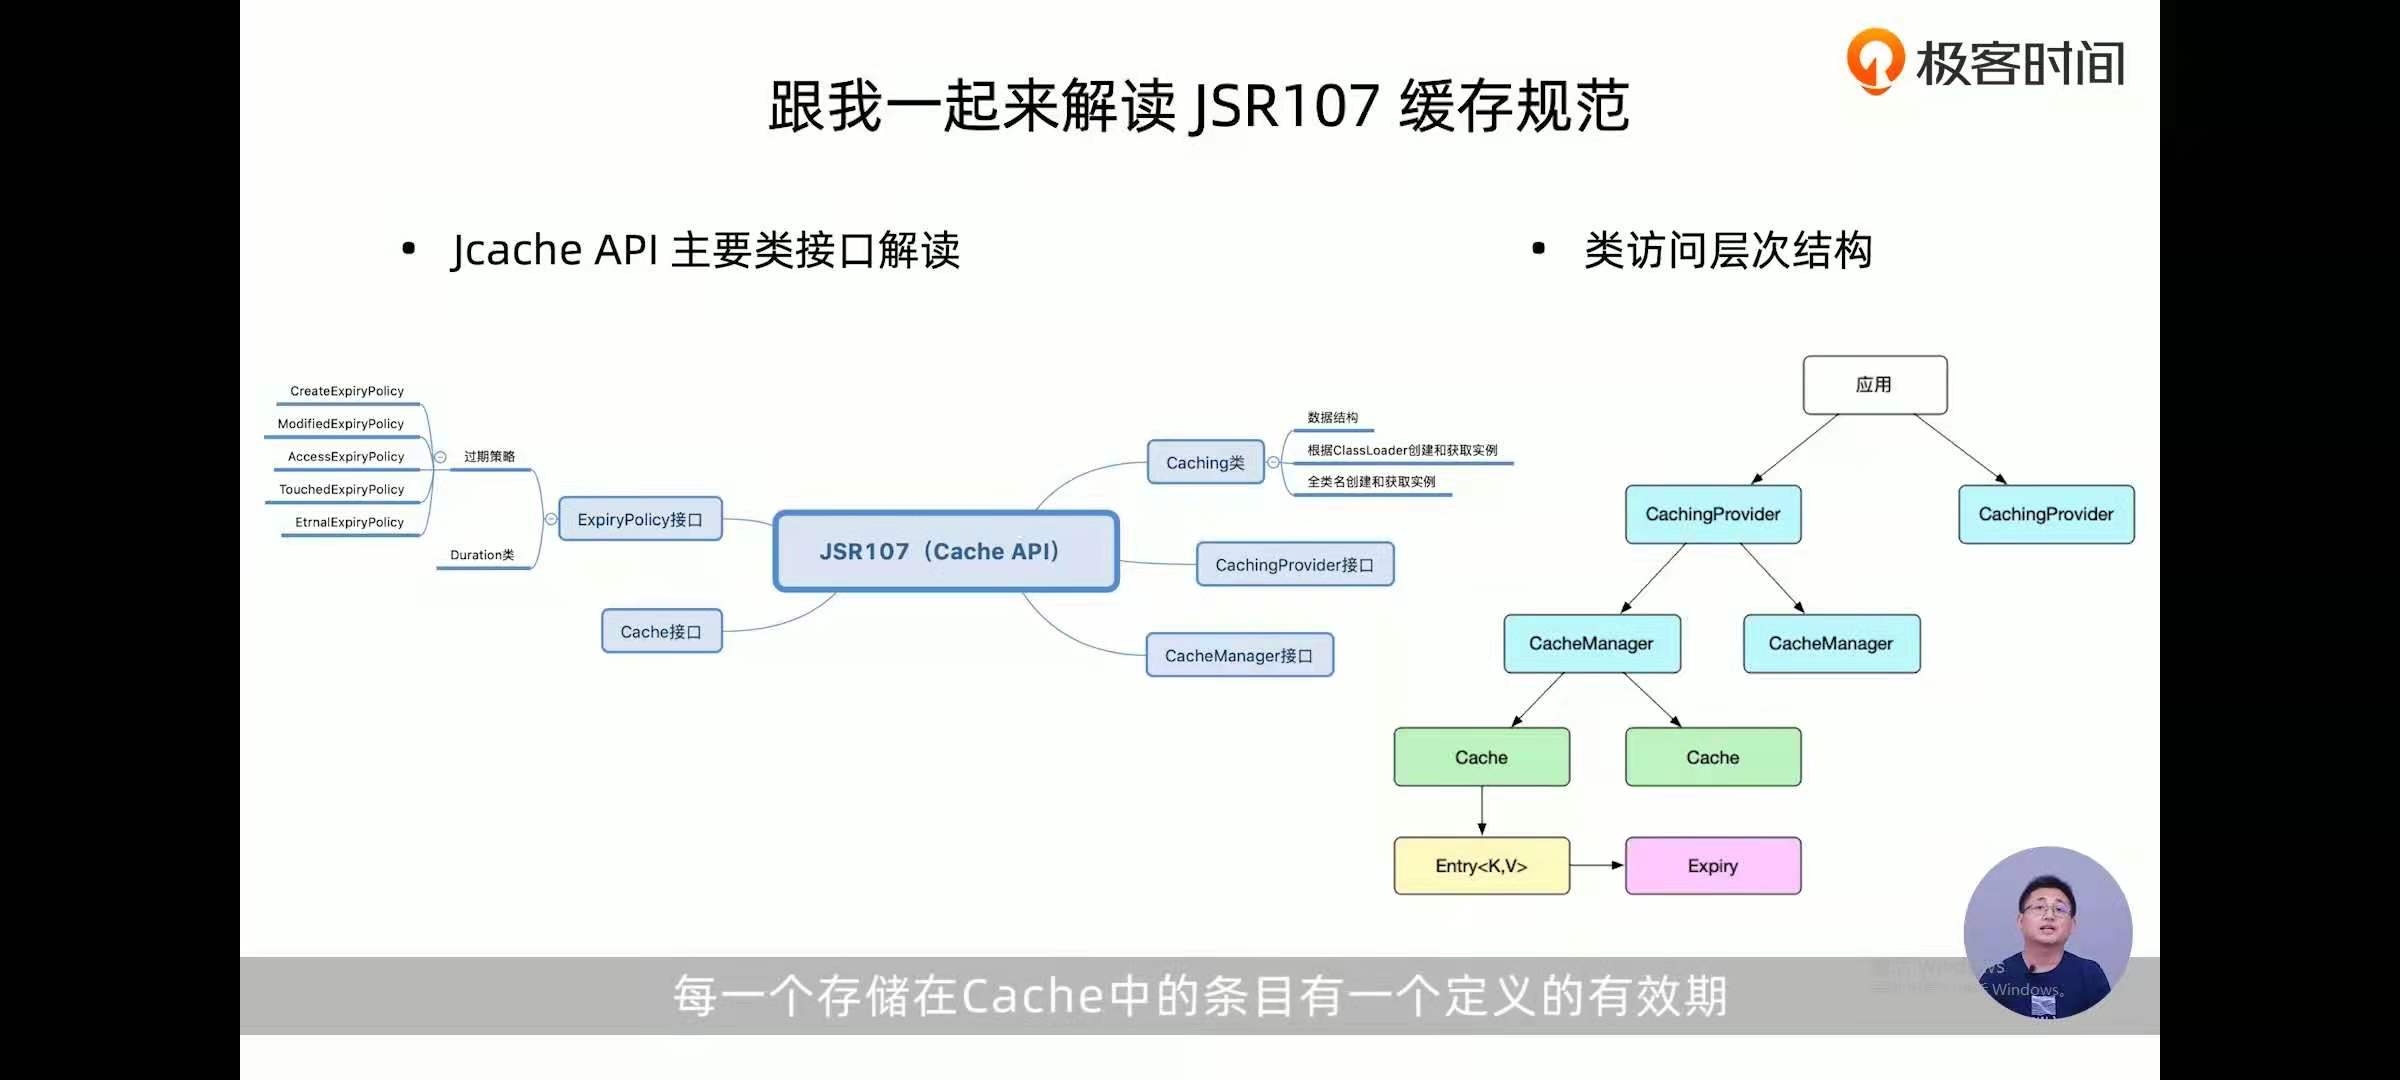 极客时间
跟我一起来解读 JSR107 缓存规范
• Jcache API 主要类接口解读
• 类访问层次结构
CreateExpiryPolicy
ModifiedExpiryPolicy
AccessExpiryPolicy
TouchedExpiryPolicy
EtrnalExpiryPolicy
过期策略
Duration类
ExpiryPolicy接口
Cache接口
JSR107（Cache API）
Caching类
数据结构
根据ClassLoader创建和获取实例
全类名创建和获取实例
CachingProvider接口
CacheManager接口
应用
CachingProvider
CachingProvider
CacheManager
CacheManager
Cache
Cache
Entry<K,V>
Expiry
每一个存储在Cache中的条目有一个定义的有效期
Windows。